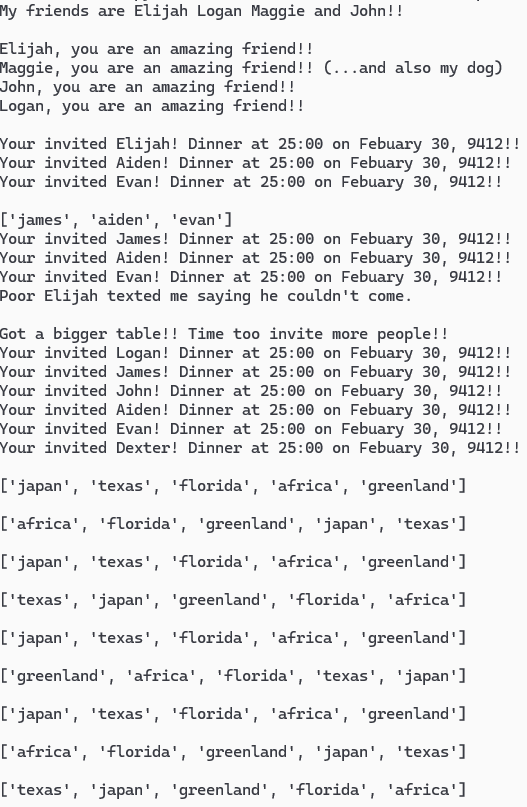 My friends are Elijah Logan Maggie and John!!
Elijah, you are an amazing friend!!
Maggie, you are an amazing friend!! (...and also my dog)
John, you are an amazing friend!!
Logan, you are an amazing friend!!
Your invited Elijah! Dinner at 25:00 on Febuary 30, 9412!!
Your invited Aiden! Dinner at 25:00 on Febuary 30, 9412!!
Your invited Evan! Dinner at 25:00 on Febuary 30, 9412!!
['james', 'aiden', 'evan']
Your invited James! Dinner at 25:00 on Febuary 30, 9412!!
Your invited Aiden! Dinner at 25:00 on Febuary 30, 9412!!
Your invited Evan! Dinner at 25:00 on Febuary 30, 9412!!
Poor Elijah texted me saying he couldn't come.
Got a bigger table!! Time too invite more people!!
Your invited Logan! Dinner at 25:00 on Febuary 30, 9412!!
Your invited James! Dinner at 25:00 on Febuary 30, 9412!!
Your invited John! Dinner at 25:00 on Febuary 30, 9412!!
Your invited Aiden! Dinner at 25:00 on Febuary 30, 9412!!
Your invited Evan! Dinner at 25:00 on Febuary 30, 9412!!
Your invited Dexter! Dinner at 25:00 on Febuary 30, 9412!!
['japan', 'texas', 'florida', 'africa', 'greenland']
['africa', 'florida', 'greenland', 'japan', 'texas']
['japan', 'texas', 'florida', 'africa', 'greenland']
['texas', 'japan', 'greenland', 'florida', 'africa']
['japan', 'texas', 'florida', 'africa', 'greenland']
['greenland', 'africa', 'florida', 'texas', 'japan']
['japan', 'texas', 'florida', 'africa', 'greenland']
['africa', 'florida', 'greenland', 'japan', 'texas']
['texas', 'japan', 'greenland', 'florida', 'africa']